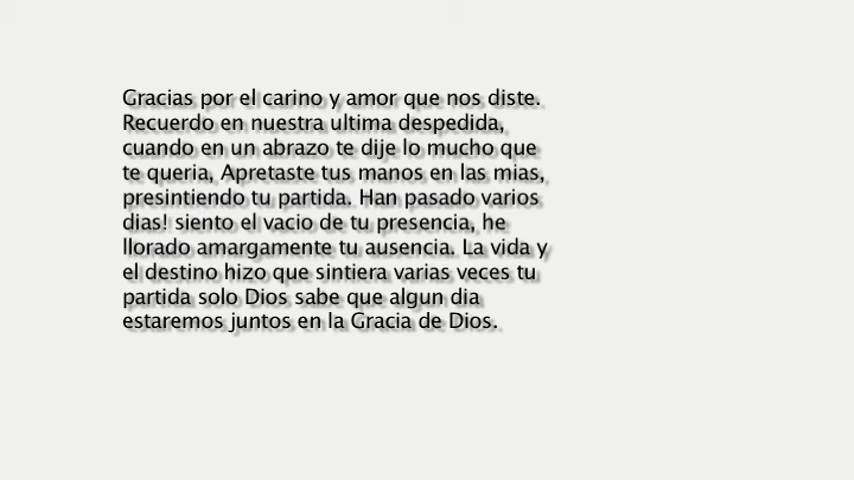 Gracias por el carino y amor que nos diste.
Recuerdo en nuestra ultima despedida,
cuando en un abrazo te dije lo mucho que
te queria, Apretaste tus manos en las mias,
presintiendo tu partida. Han pasado varios
dias! siento el vacio de tu presencia, he
llorado amargamente tu ausencia. La vida y
el destino hizo que sintiera varias veces tu
partida solo Dios sabe que algun dia
estaremos juntos en la Gracia de Dios.